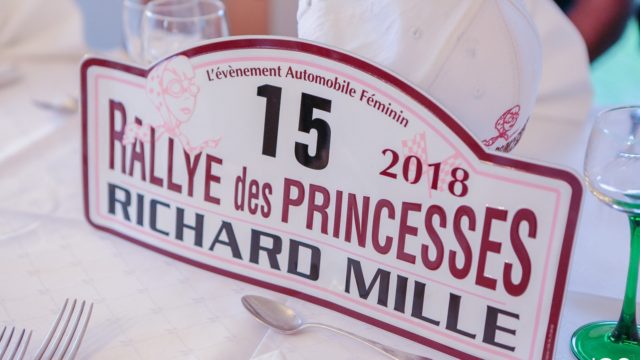 L'évènement Automobile Féminin
15
2018
RALLYE des PRINCESSES
RICHARD MILLE